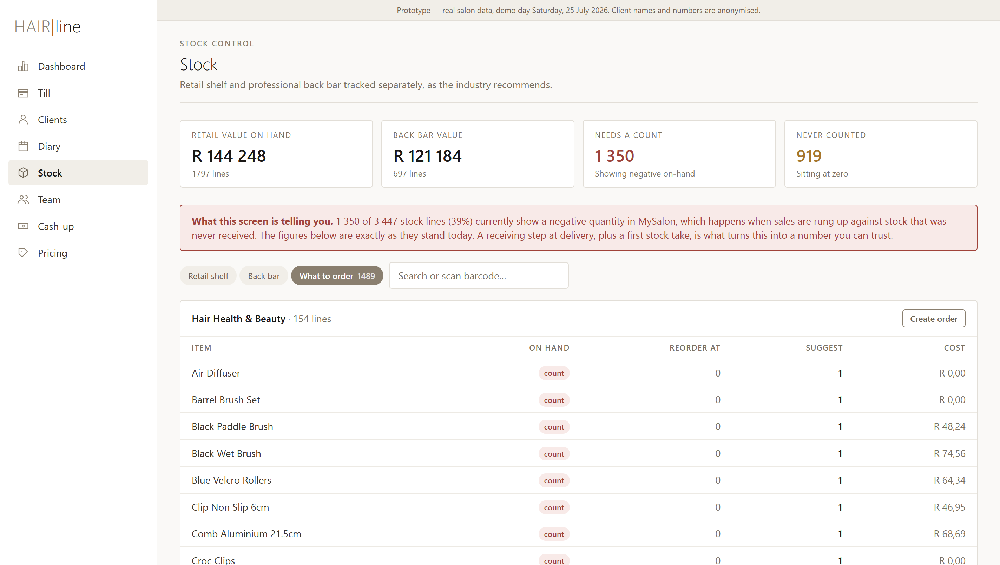 HAIR|line
Dashboard
Till
Clients
Diary
Stock
Team
Cash-up
Pricing
Prototype — real salon data, demo day Saturday, 25 July 2026. Client names and numbers are anonymised.
STOCK CONTROL
Stock
Retail shelf and professional back bar tracked separately, as the industry recommends.
RETAIL VALUE ON HAND
R 144 248
1797 lines
BACK BAR VALUE
R 121 184
697 lines
NEEDS A COUNT
1 350
Showing negative on-hand
NEVER COUNTED
919
Sitting at zero
What this screen is telling you. 1 350 of 3 447 stock lines (39%) currently show a negative quantity in MySalon, which happens when sales are rung up against stock that was
never received. The figures below are exactly as they stand today. A receiving step at delivery, plus a first stock take, is what turns this into a number you can trust.
Retail shelf Back bar What to order 1489 Search or scan barcode...
Hair Health & Beauty · 154 lines Create order
ITEM ON HAND REORDER AT SUGGEST COST
Air Diffuser count 0 1 R 0,00
Barrel Brush Set count 0 1 R 0,00
Black Paddle Brush count 0 1 R 48,24
Black Wet Brush count 0 1 R 74,56
Blue Velcro Rollers count 0 1 R 64,34
Clip Non Slip 6cm count 0 1 R 46,95
Comb Aluminium 21.5cm count 0 1 R 68,69
Croc Clips count 0 1 R 0,00